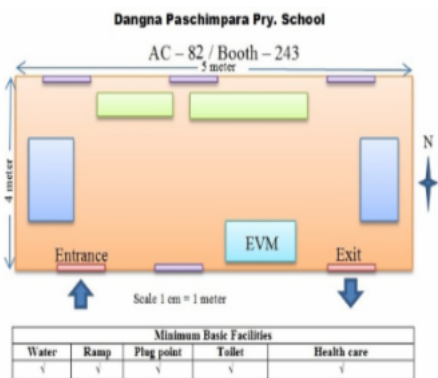 Dangna Paschimpara Pry. School
AC – 82 / Booth – 243
5 meter
4 meter
N
EVM
Entrance
Exit
Scale 1 cm = 1 meter
Minimum Basic Facilities
Water Ramp Plug point Toilet Health care
√ √ √ √ √